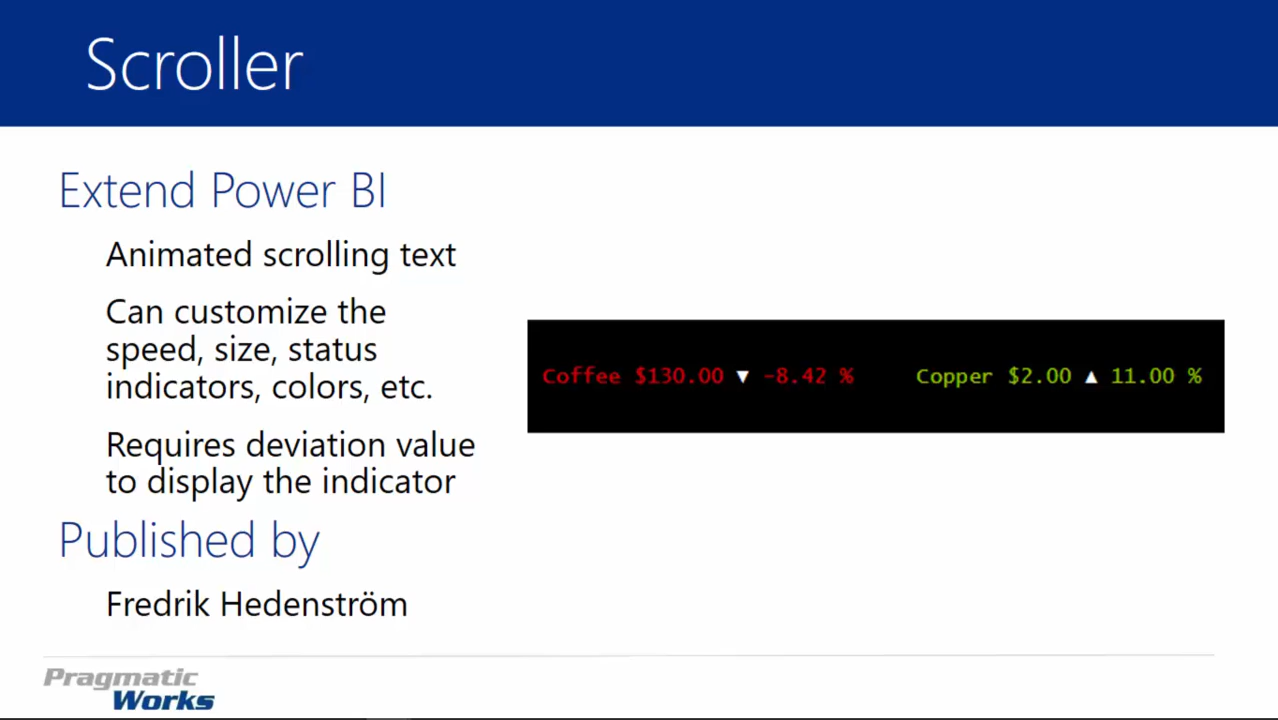 Scroller
Extend Power BI
Animated scrolling text
Can customize the
speed, size, status
indicators, colors, etc.
Requires deviation value
to display the indicator
Coffee $130.00 ▼ -8.42 % Copper $2.00 ▲ 11.00 %
Published by
Fredrik Hedenström
Pragmatic
Works